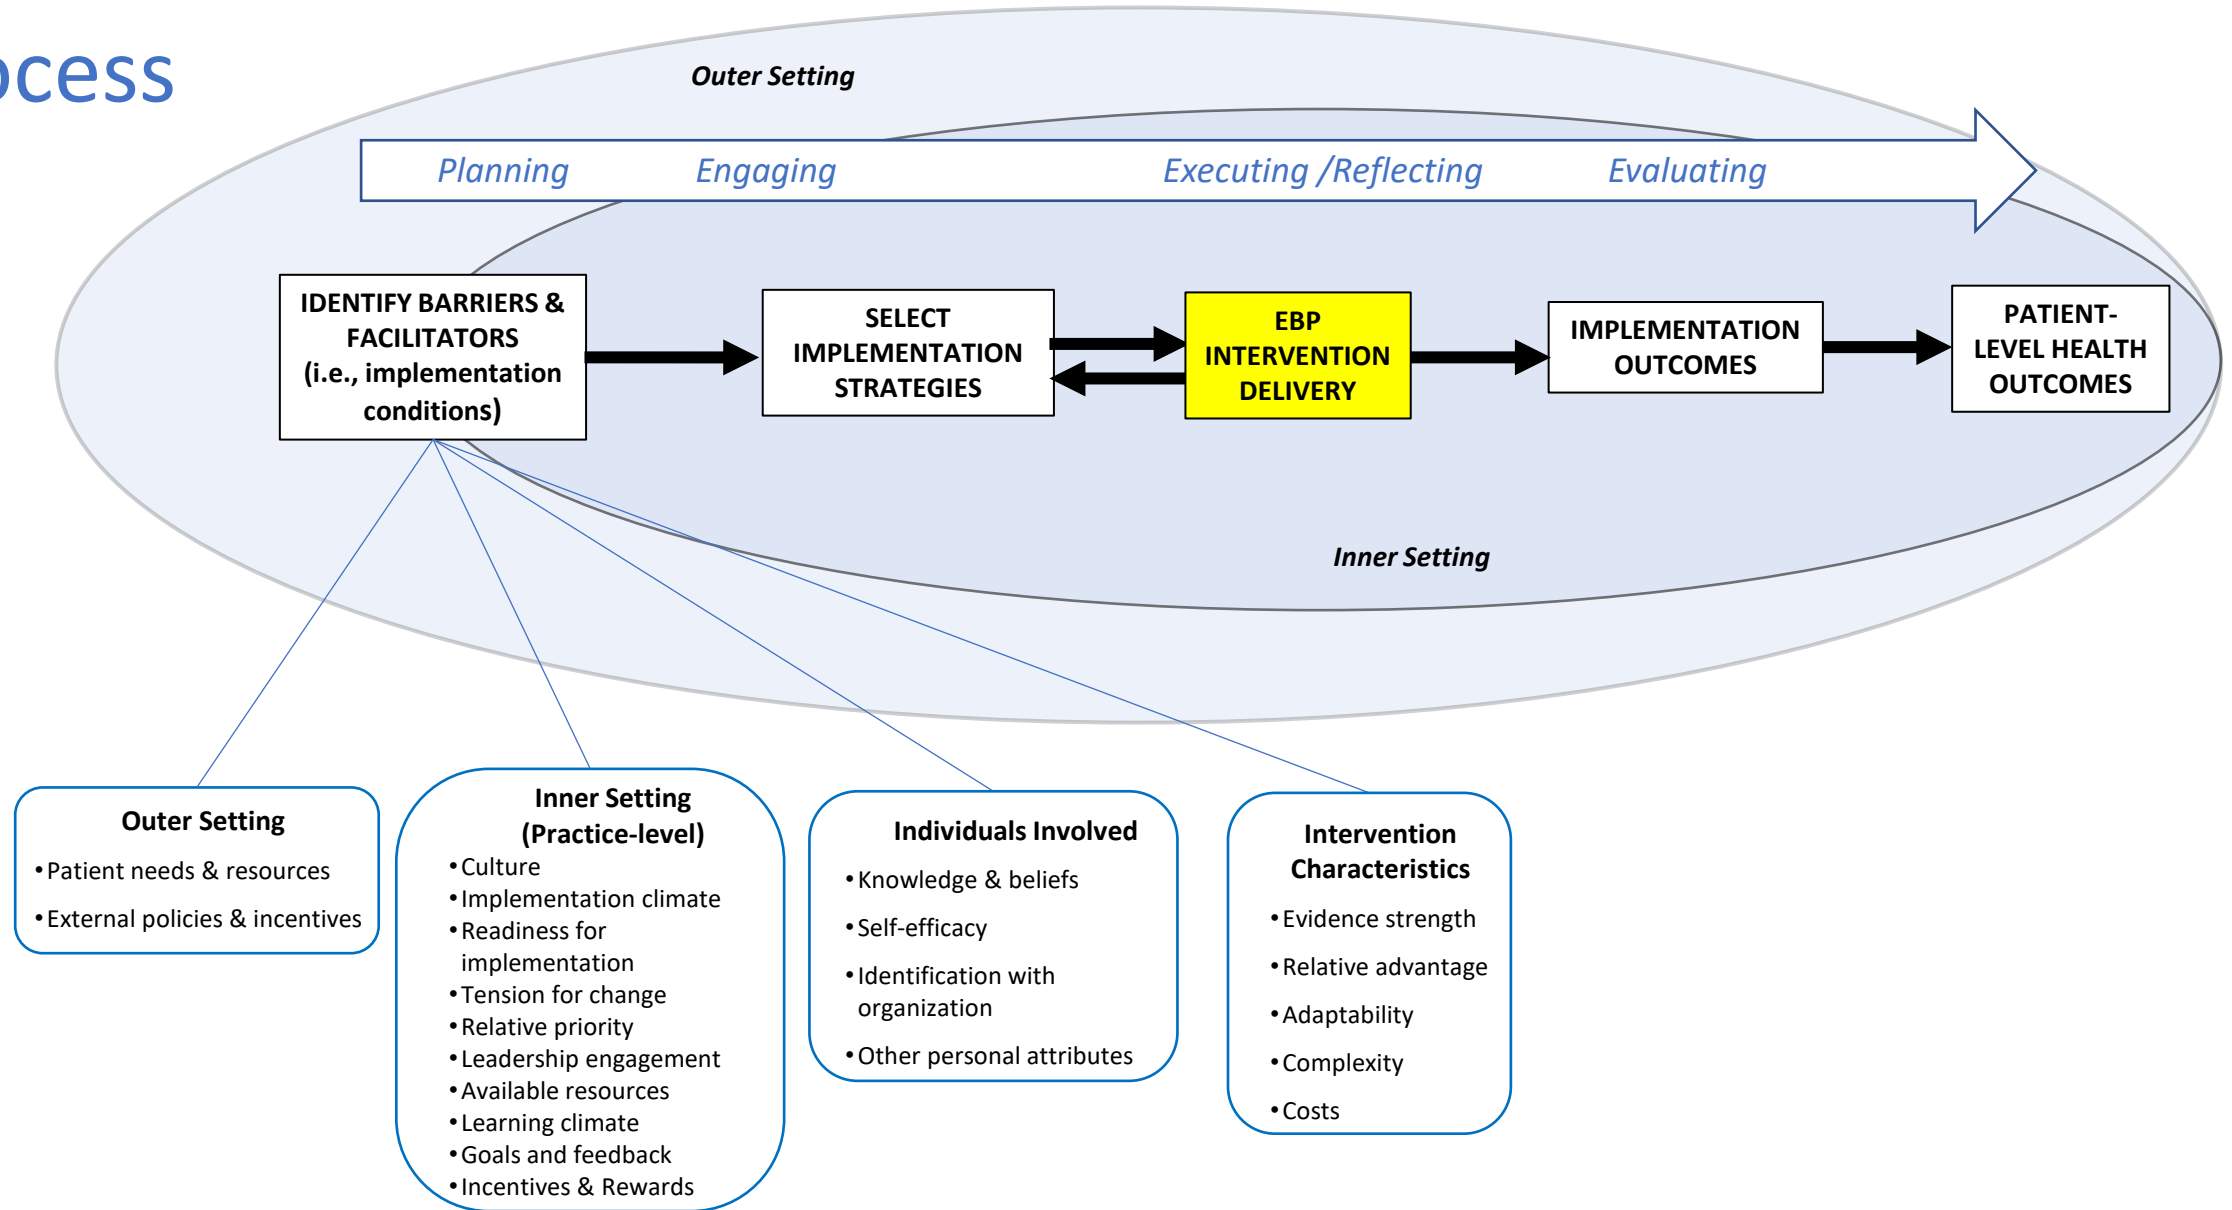 ocess
Outer Setting
Planning Engaging Executing /Reflecting Evaluating
IDENTIFY BARRIERS &
FACILITATORS
(i.e., implementation
conditions)
SELECT
IMPLEMENTATION
STRATEGIES
EBP
INTERVENTION
DELIVERY
IMPLEMENTATION
OUTCOMES
PATIENT-
LEVEL HEALTH
OUTCOMES
Inner Setting
Outer Setting
•Patient needs & resources
•External policies & incentives
Inner Setting
(Practice-level)
•Culture
•Implementation climate
•Readiness for
implementation
•Tension for change
•Relative priority
•Leadership engagement
•Available resources
•Learning climate
•Goals and feedback
•Incentives & Rewards
Individuals Involved
•Knowledge & beliefs
•Self-efficacy
•Identification with
organization
•Other personal attributes
Intervention
Characteristics
•Evidence strength
•Relative advantage
•Adaptability
•Complexity
•Costs